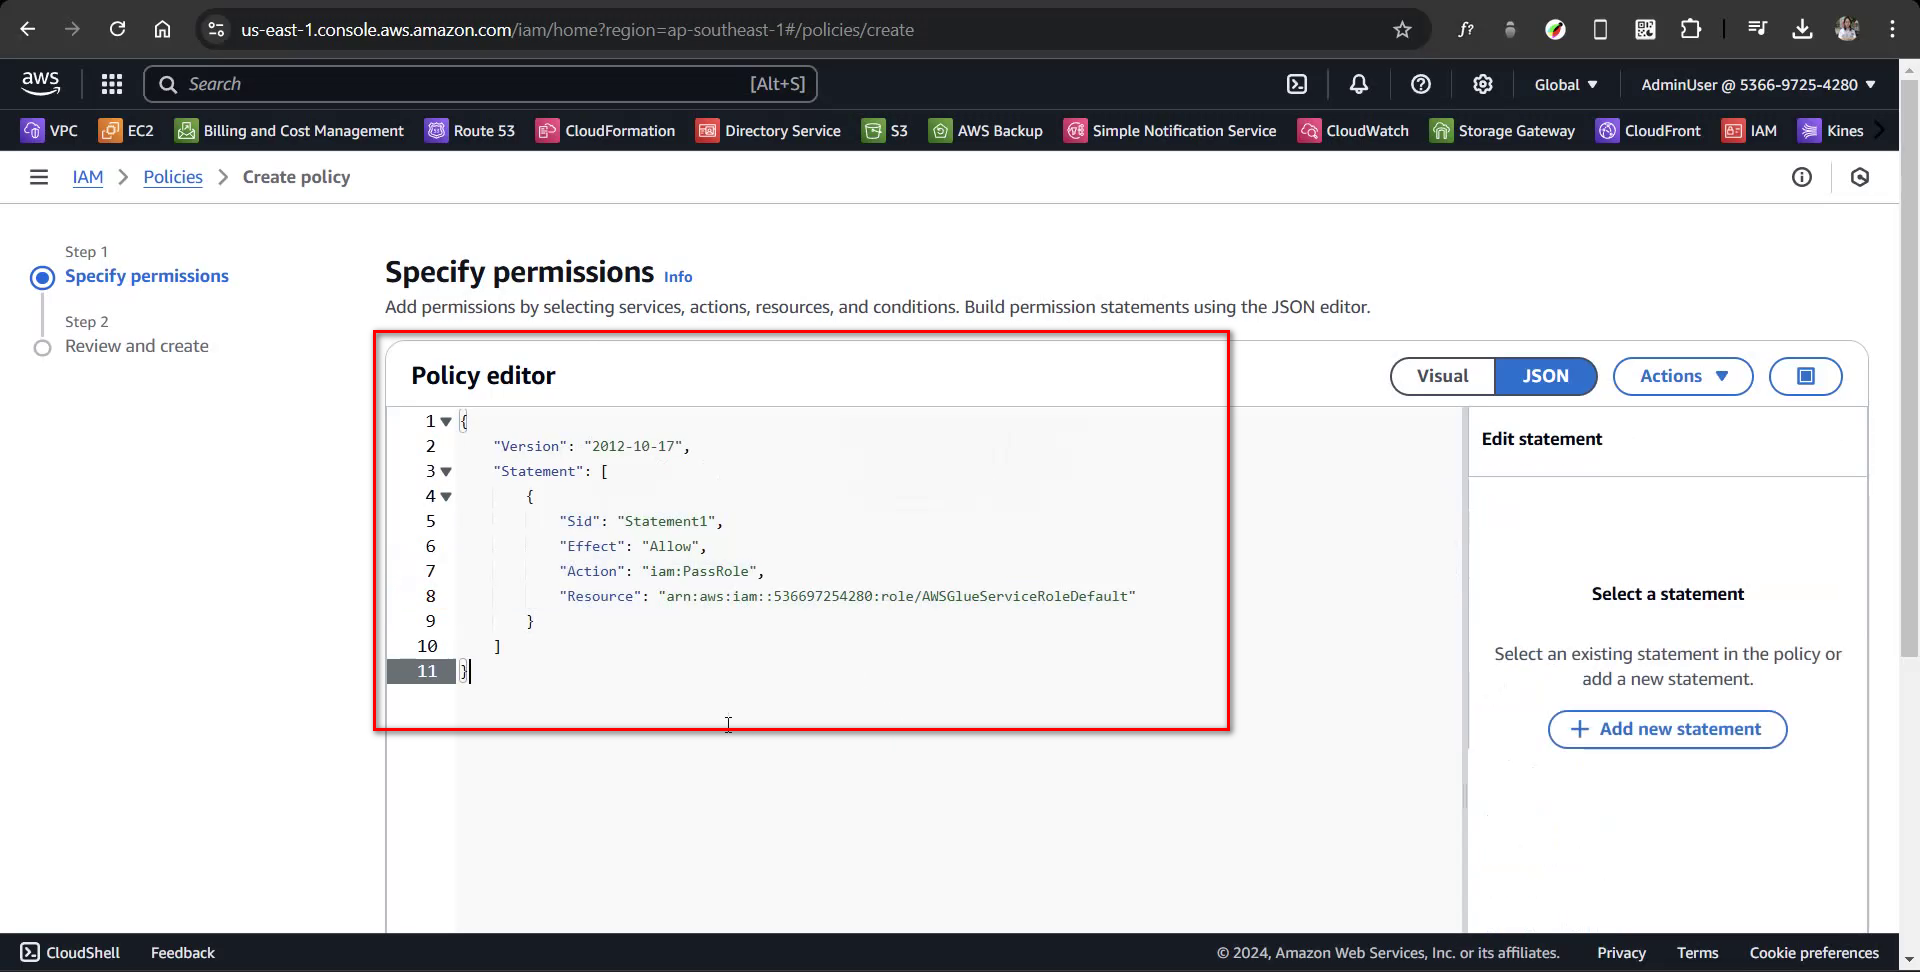 us-east-1.console.aws.amazon.com/iam/home?region=ap-southeast-1#/policies/create
f?
aws
Search
[Alt+S]
Global
AdminUser @ 5366-9725-4280
VPC
EC2
Billing and Cost Management
Route 53
CloudFormation
Directory Service
S3
AWS Backup
Simple Notification Service
CloudWatch
Storage Gateway
CloudFront
IAM
Kines
IAM > Policies > Create policy
Step 1
Specify permissions
Step 2
Review and create
Specify permissions Info
Add permissions by selecting services, actions, resources, and conditions. Build permission statements using the JSON editor.
Policy editor
Visual
JSON
Actions
1 {
2 "Version": "2012-10-17",
3 "Statement": [
4 {
5 "Sid": "Statement1",
6 "Effect": "Allow",
7 "Action": "iam:PassRole",
8 "Resource": "arn:aws:iam::536697254280:role/AWSGlueServiceRoleDefault"
9 }
10 ]
11 }
Edit statement
Select a statement
Select an existing statement in the policy or
add a new statement.
+ Add new statement
CloudShell
Feedback
© 2024, Amazon Web Services, Inc. or its affiliates.
Privacy
Terms
Cookie preferences